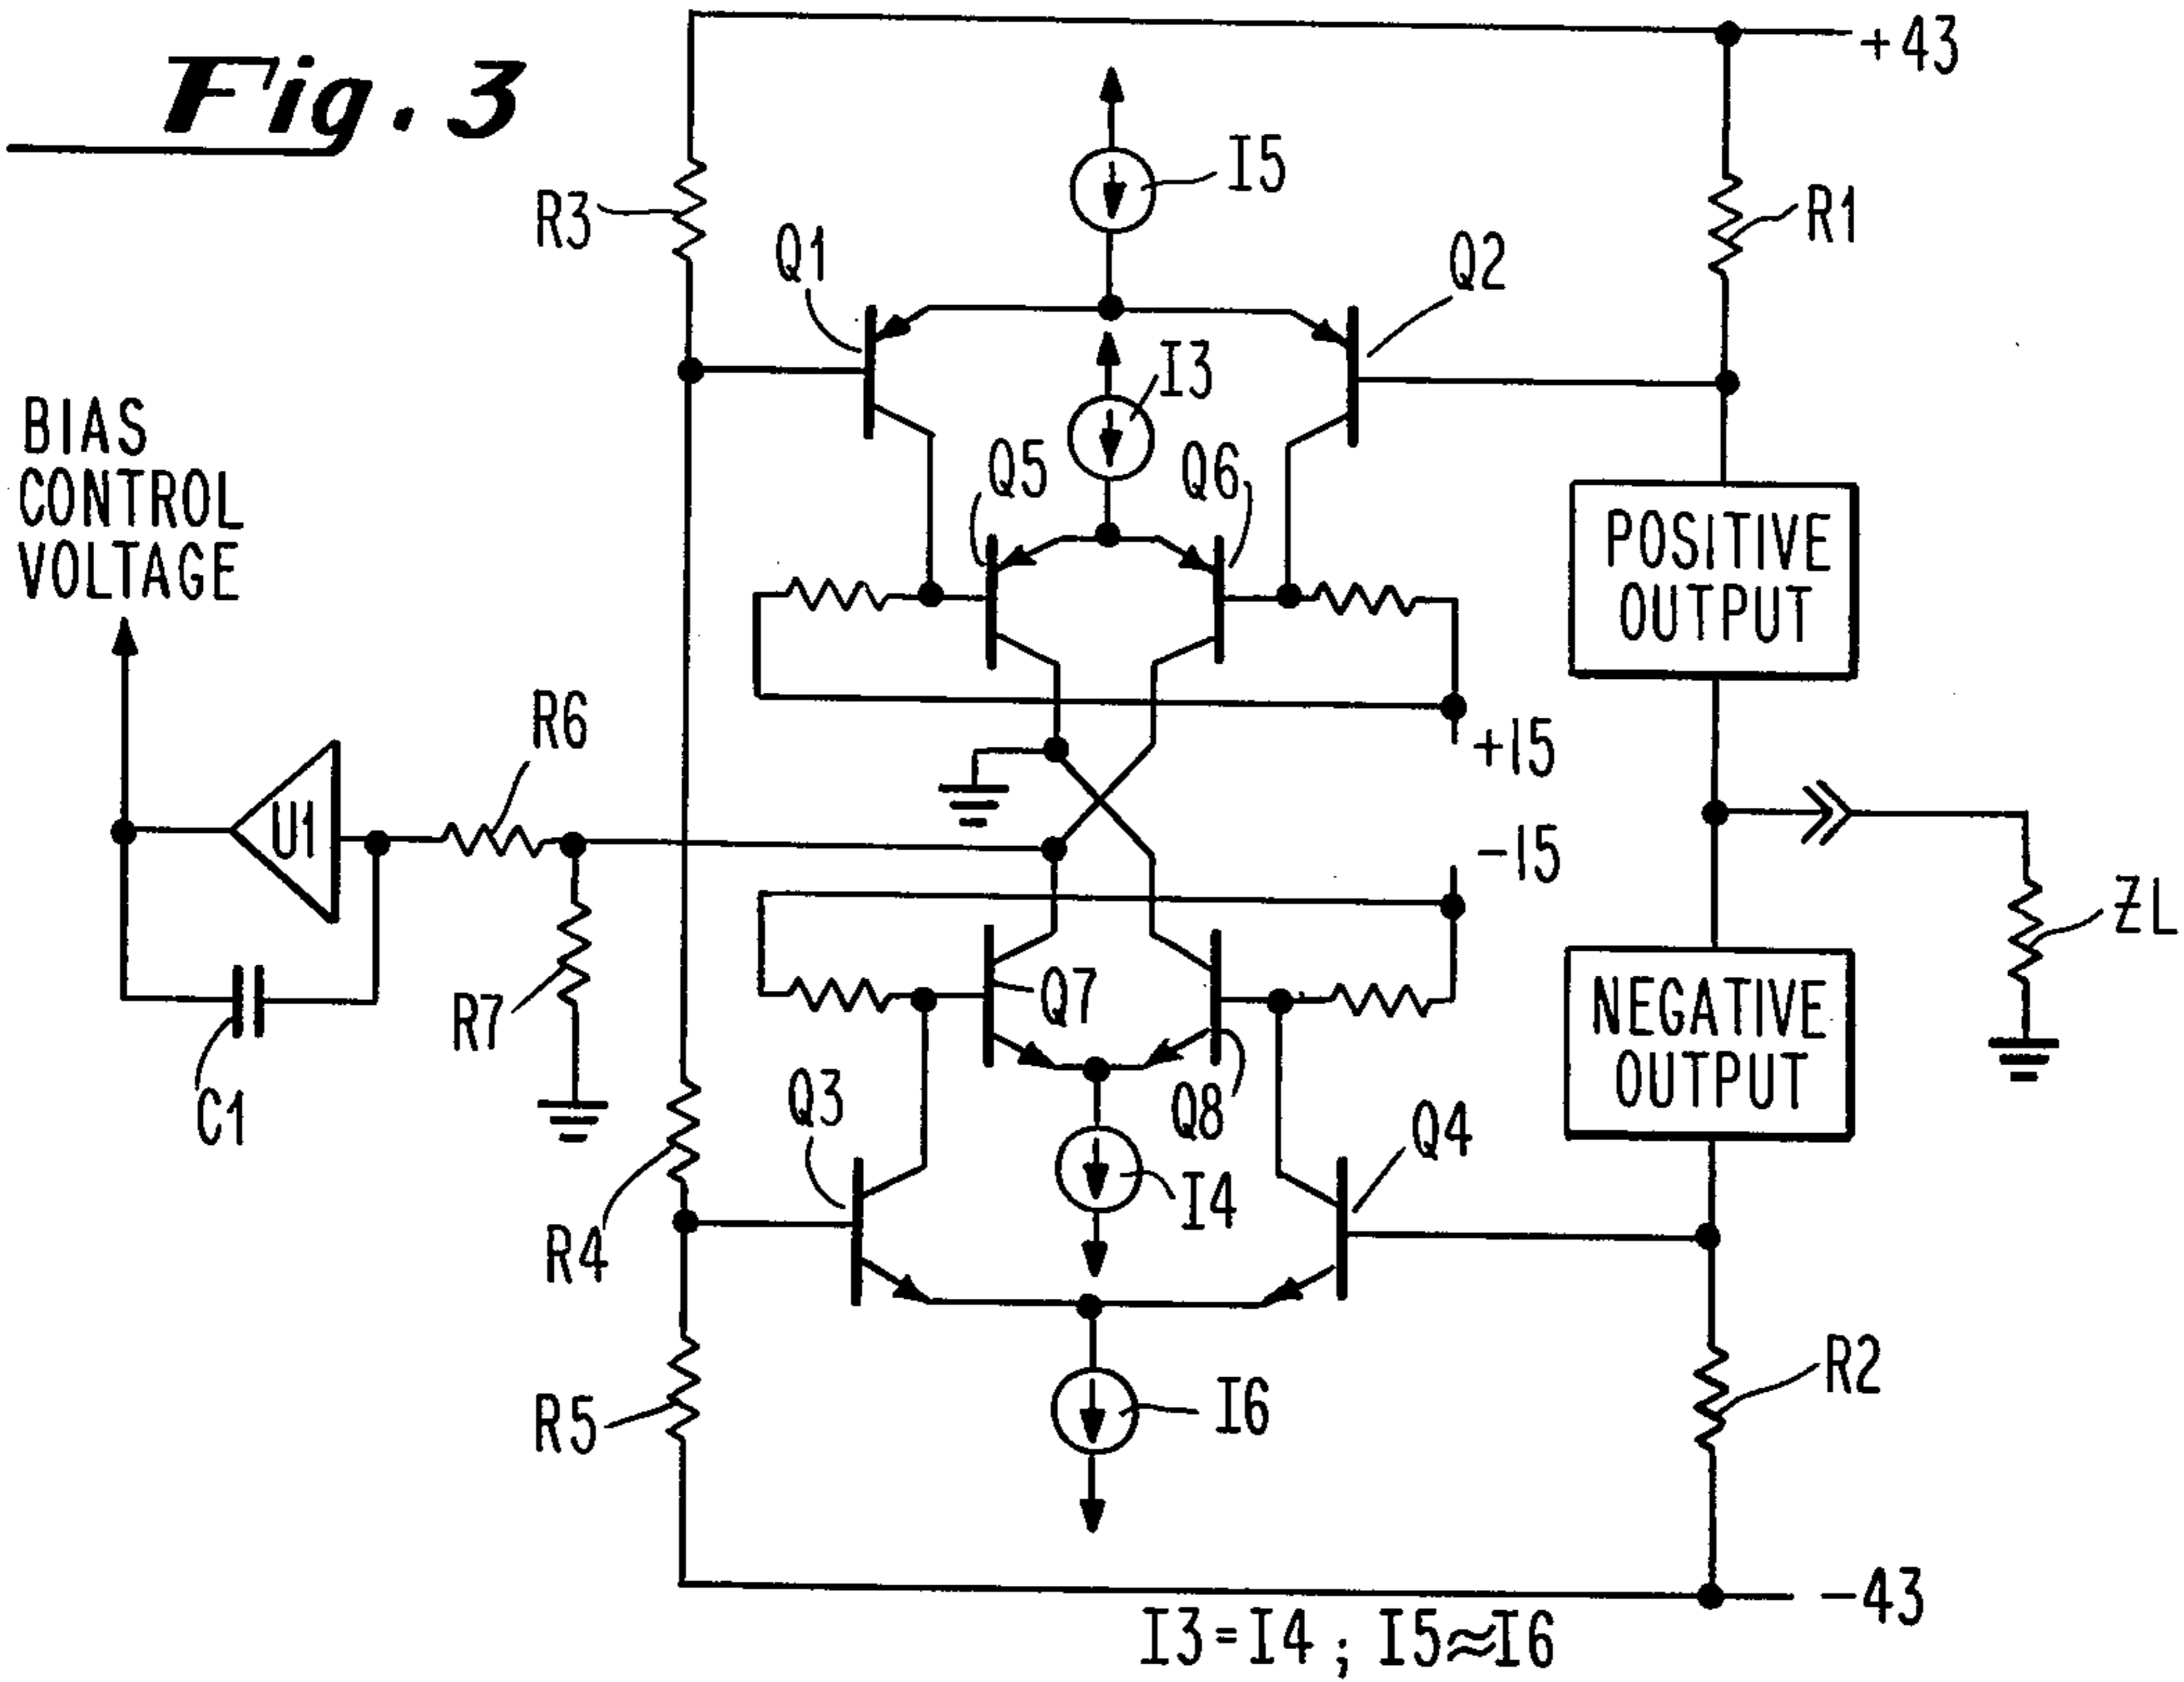 Fig. 3
+43
I5
R3
R1
Q1
Q2
I3
BIAS
CONTROL
VOLTAGE
Q5
Q6
POSITIVE
OUTPUT
R6
+15
U1
-15
ZL
R7
Q7
NEGATIVE
OUTPUT
C1
Q3
Q8
Q4
I4
R4
R2
R5
I6
-43
I3=I4 ; I5≈I6